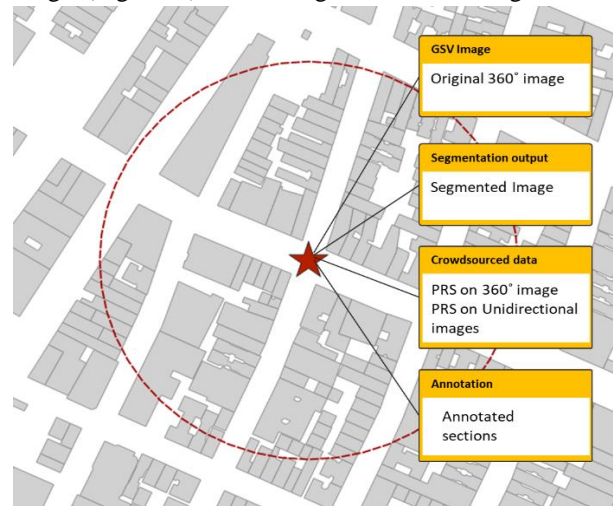 GSV Image
Original 360˚ image
Segmentation output
Segmented Image
Crowdsourced data
PRS on 360˚ image
PRS on Unidirectional
images
Annotation
Annotated
sections